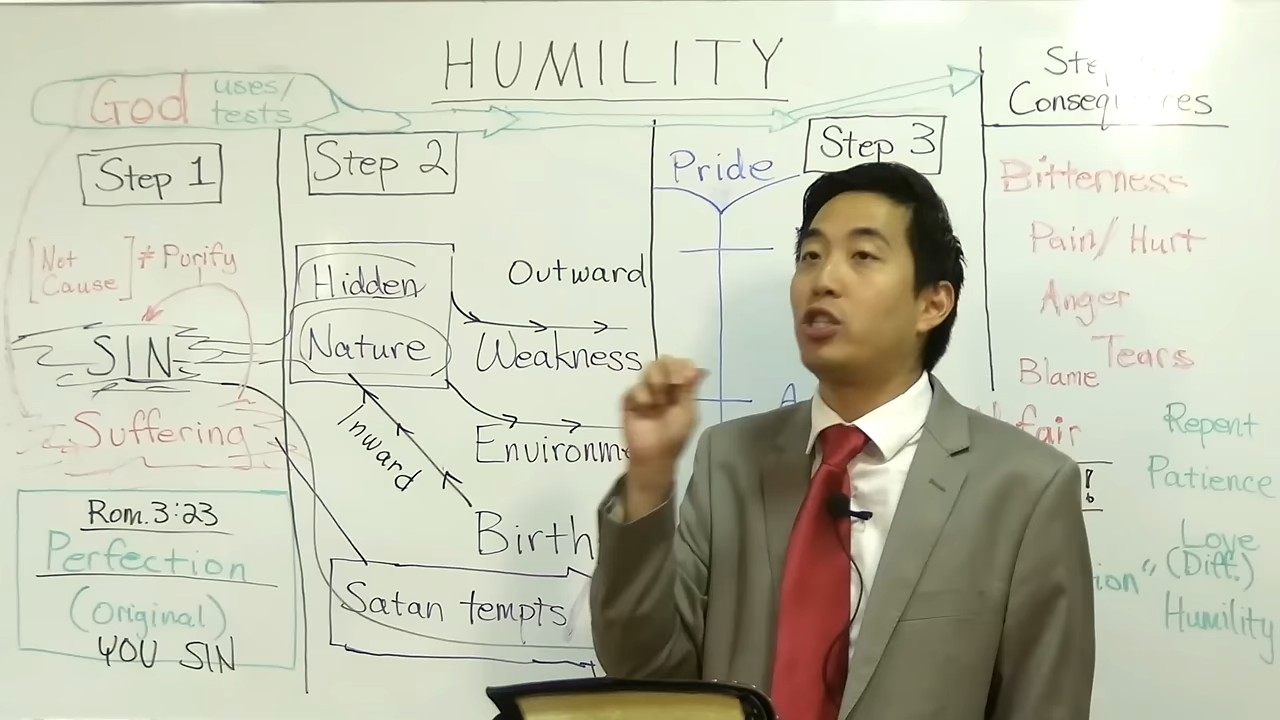 HUMILITY
God uses/
tests
Step 1
[Not
Cause] ≠ Purify
SIN
Suffering
Rom. 3:23
Perfection
(original)
YOU SIN
Step 2
Hidden
Nature
Outward
Weakness
Inward
Birth
Satan tempts
Pride
Step 3
Bitterness
Pain/Hurt
Anger
Tears
Blame
Repent
Patience
Love
(Diff.)
Humility